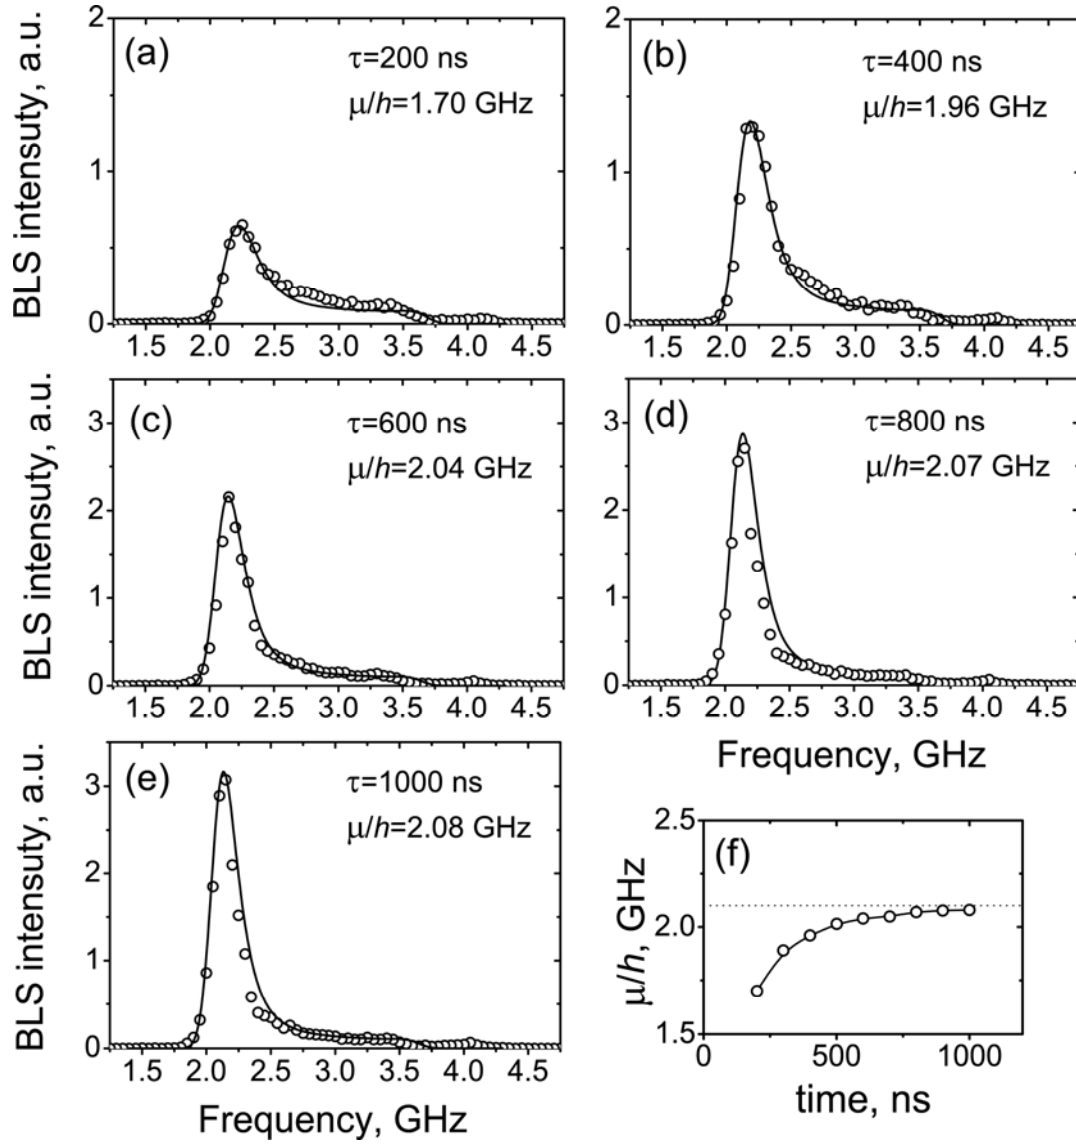 (a)
τ=200 ns
μ/h=1.70 GHz
BLS intensuty, a.u.
2
1
0
1.5 2.0 2.5 3.0 3.5 4.0 4.5
(b)
τ=400 ns
μ/h=1.96 GHz
2
1
0
1.5 2.0 2.5 3.0 3.5 4.0 4.5
(c)
τ=600 ns
μ/h=2.04 GHz
BLS intensuty, a.u.
3
2
1
0
1.5 2.0 2.5 3.0 3.5 4.0 4.5
(d)
τ=800 ns
μ/h=2.07 GHz
3
2
1
0
1.5 2.0 2.5 3.0 3.5 4.0 4.5
Frequency, GHz
(e)
τ=1000 ns
μ/h=2.08 GHz
BLS intensuty, a.u.
3
2
1
0
1.5 2.0 2.5 3.0 3.5 4.0 4.5
Frequency, GHz
(f)
μ/h, GHz
2.5
2.0
1.5
0 500 1000
time, ns